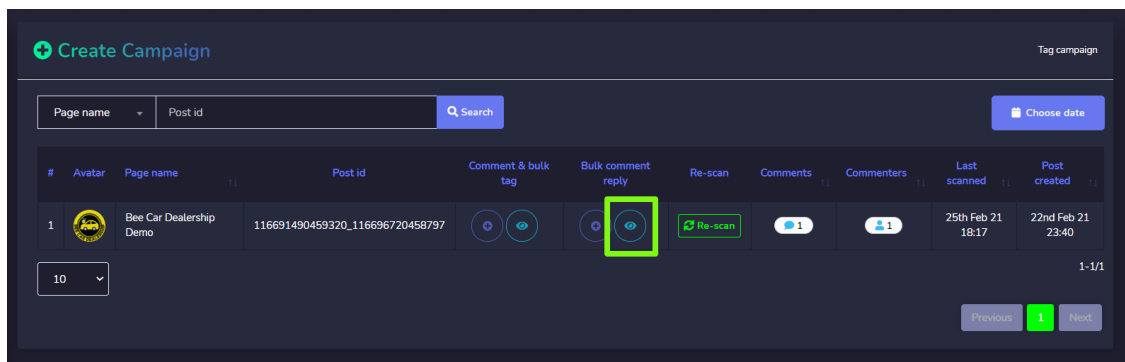 Create Campaign
Tag campaign
Page name
Post id
Search
Choose date
# Avatar Page name Post id Comment & bulk tag Bulk comment reply Re-scan Comments Commenters Last scanned Post created
1 Bee Car Dealership Demo 116691490459320_116696720458797 Re-scan 1 1 25th Feb 21 18:17 22nd Feb 21 23:40
10
1-1/1
Previous 1 Next